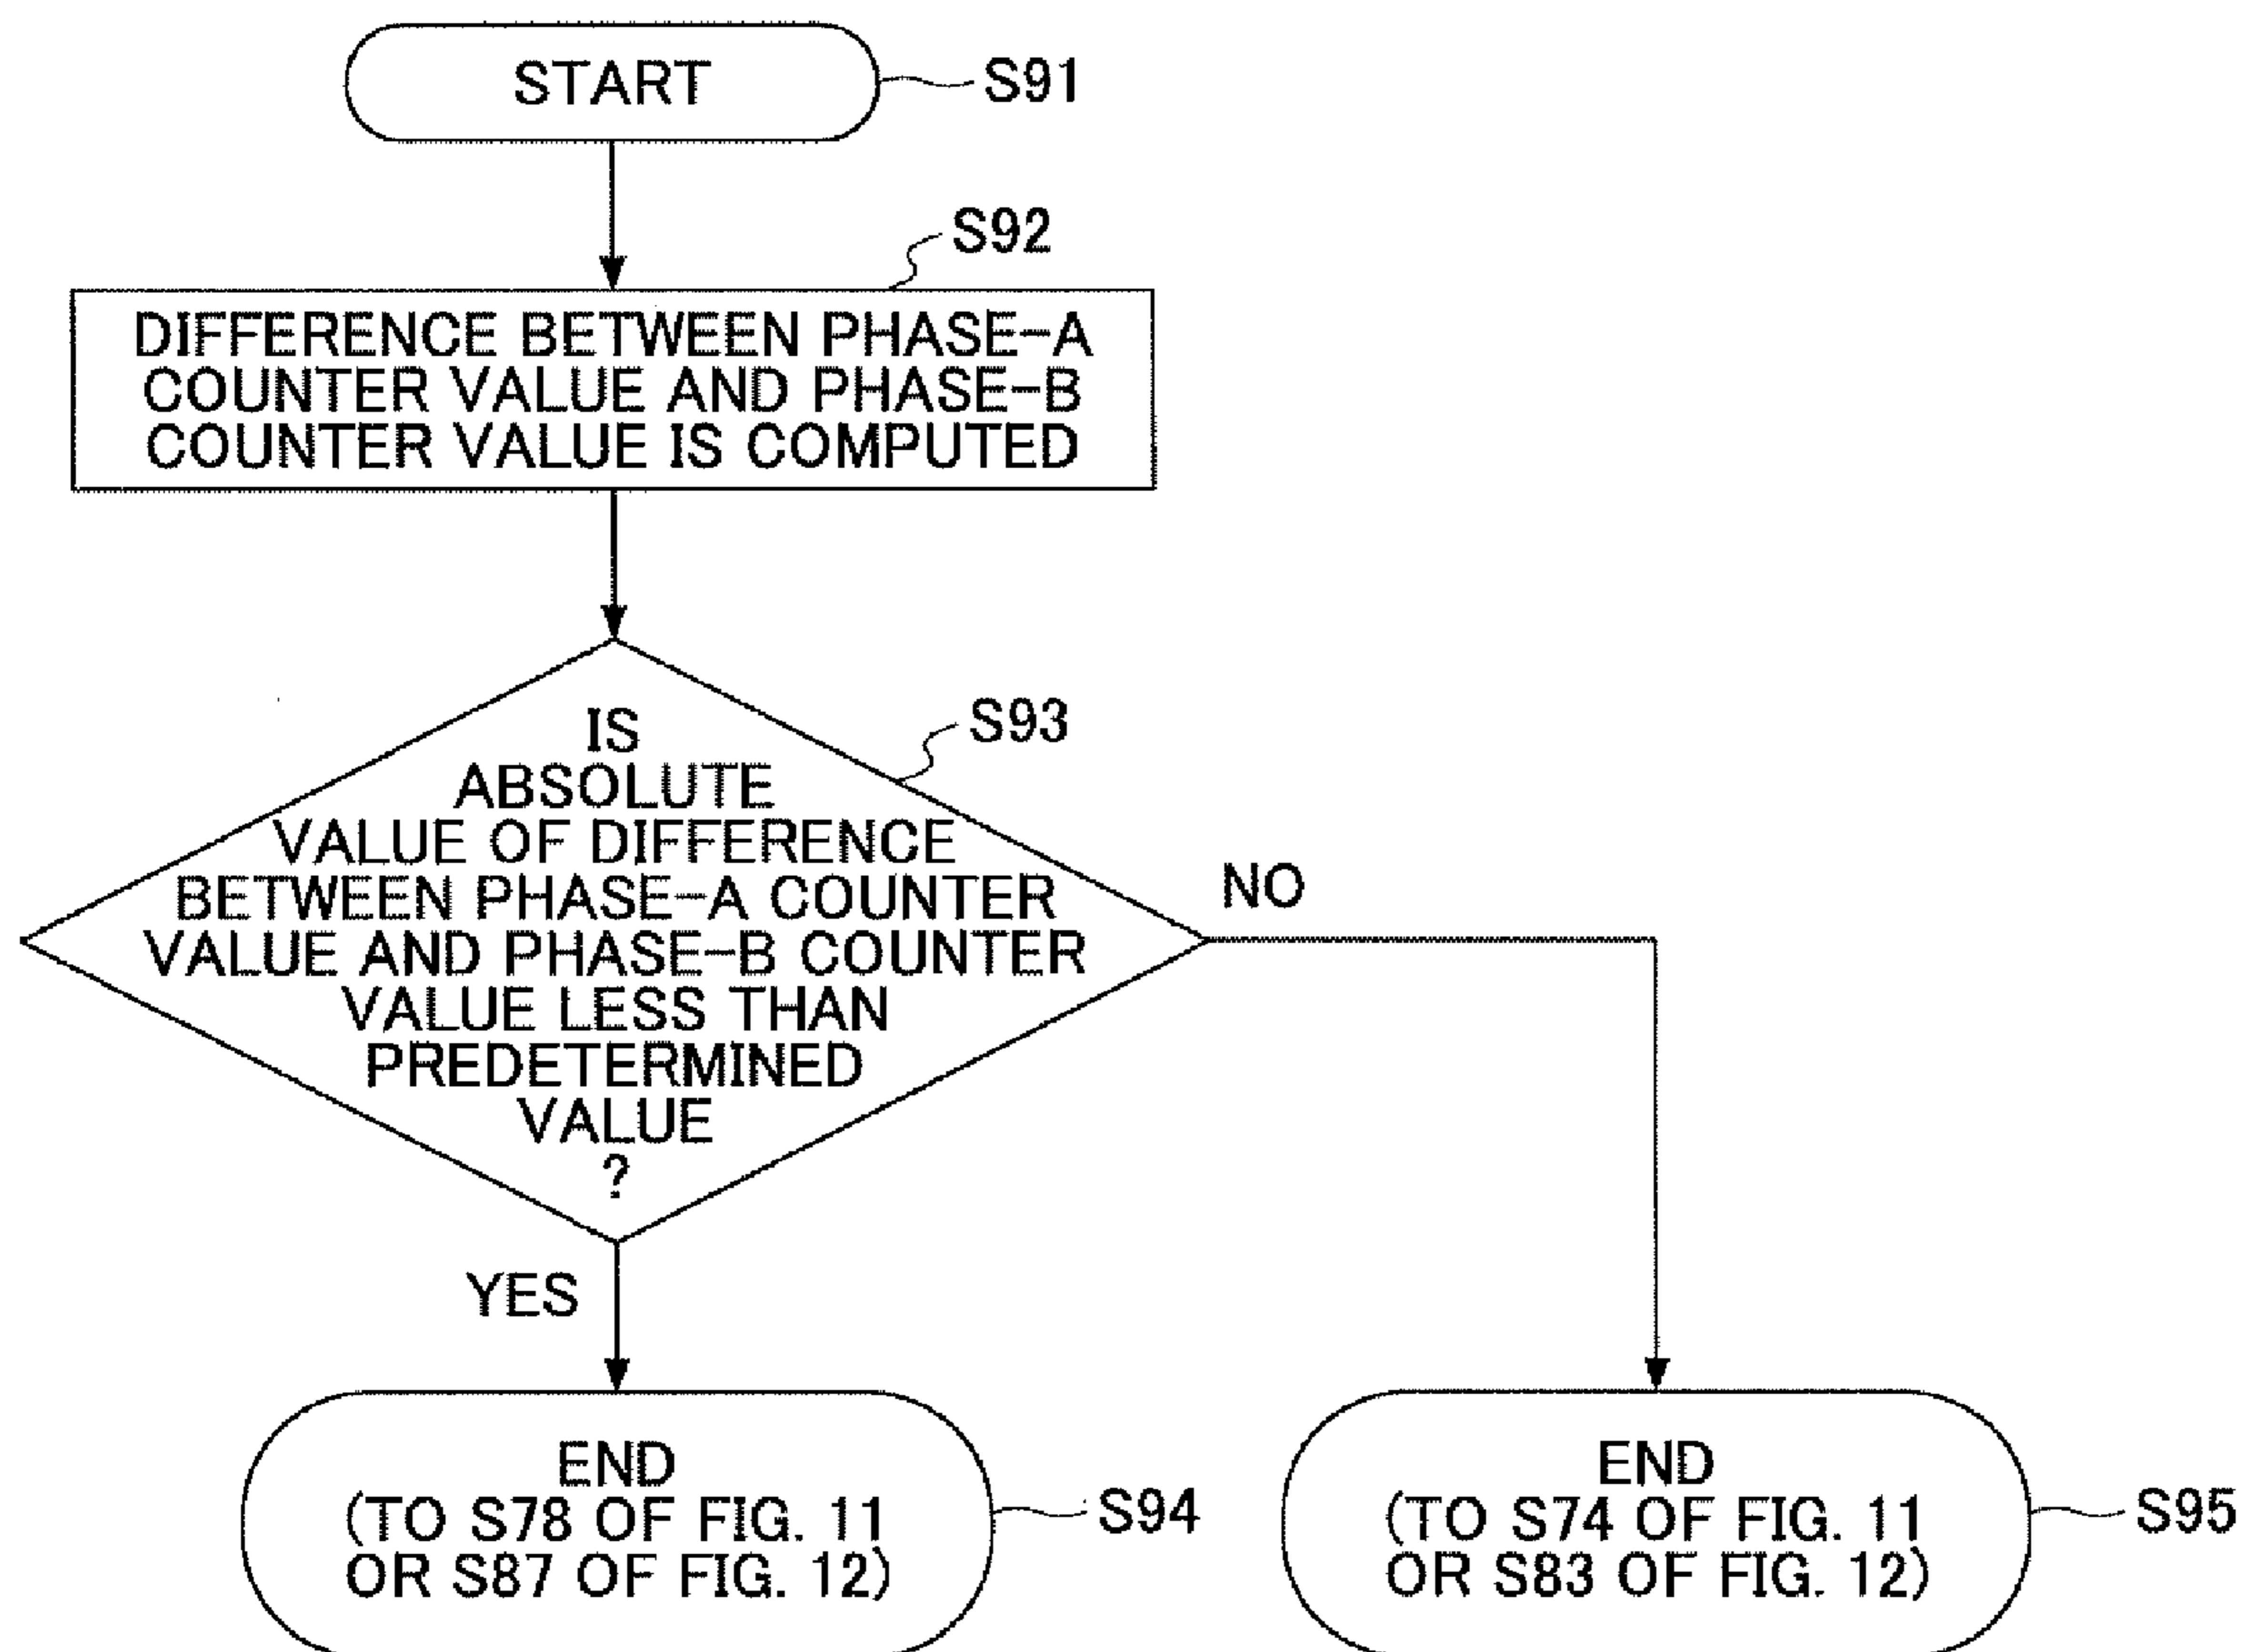 START
S91
S92
DIFFERENCE BETWEEN PHASE-A
COUNTER VALUE AND PHASE-B
COUNTER VALUE IS COMPUTED
S93
IS
ABSOLUTE
VALUE OF DIFFERENCE
BETWEEN PHASE-A COUNTER
VALUE AND PHASE-B COUNTER
VALUE LESS THAN
PREDETERMINED
VALUE
?
NO
YES
END
(TO S78 OF FIG. 11
OR S87 OF FIG. 12)
S94
END
(TO S74 OF FIG. 11
OR S83 OF FIG. 12)
S95